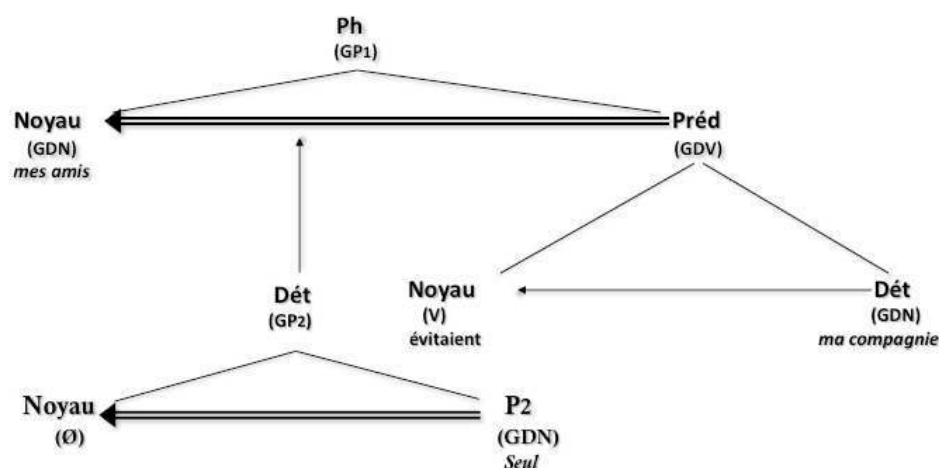 Ph
(GP1)
Noyau Préd
(GDN) (GDV)
mes amis
Dét Noyau Dét
(GP2) (V) (GDN)
évitaient ma compagnie
Noyau P2
(Ø) (GDN)
Seul